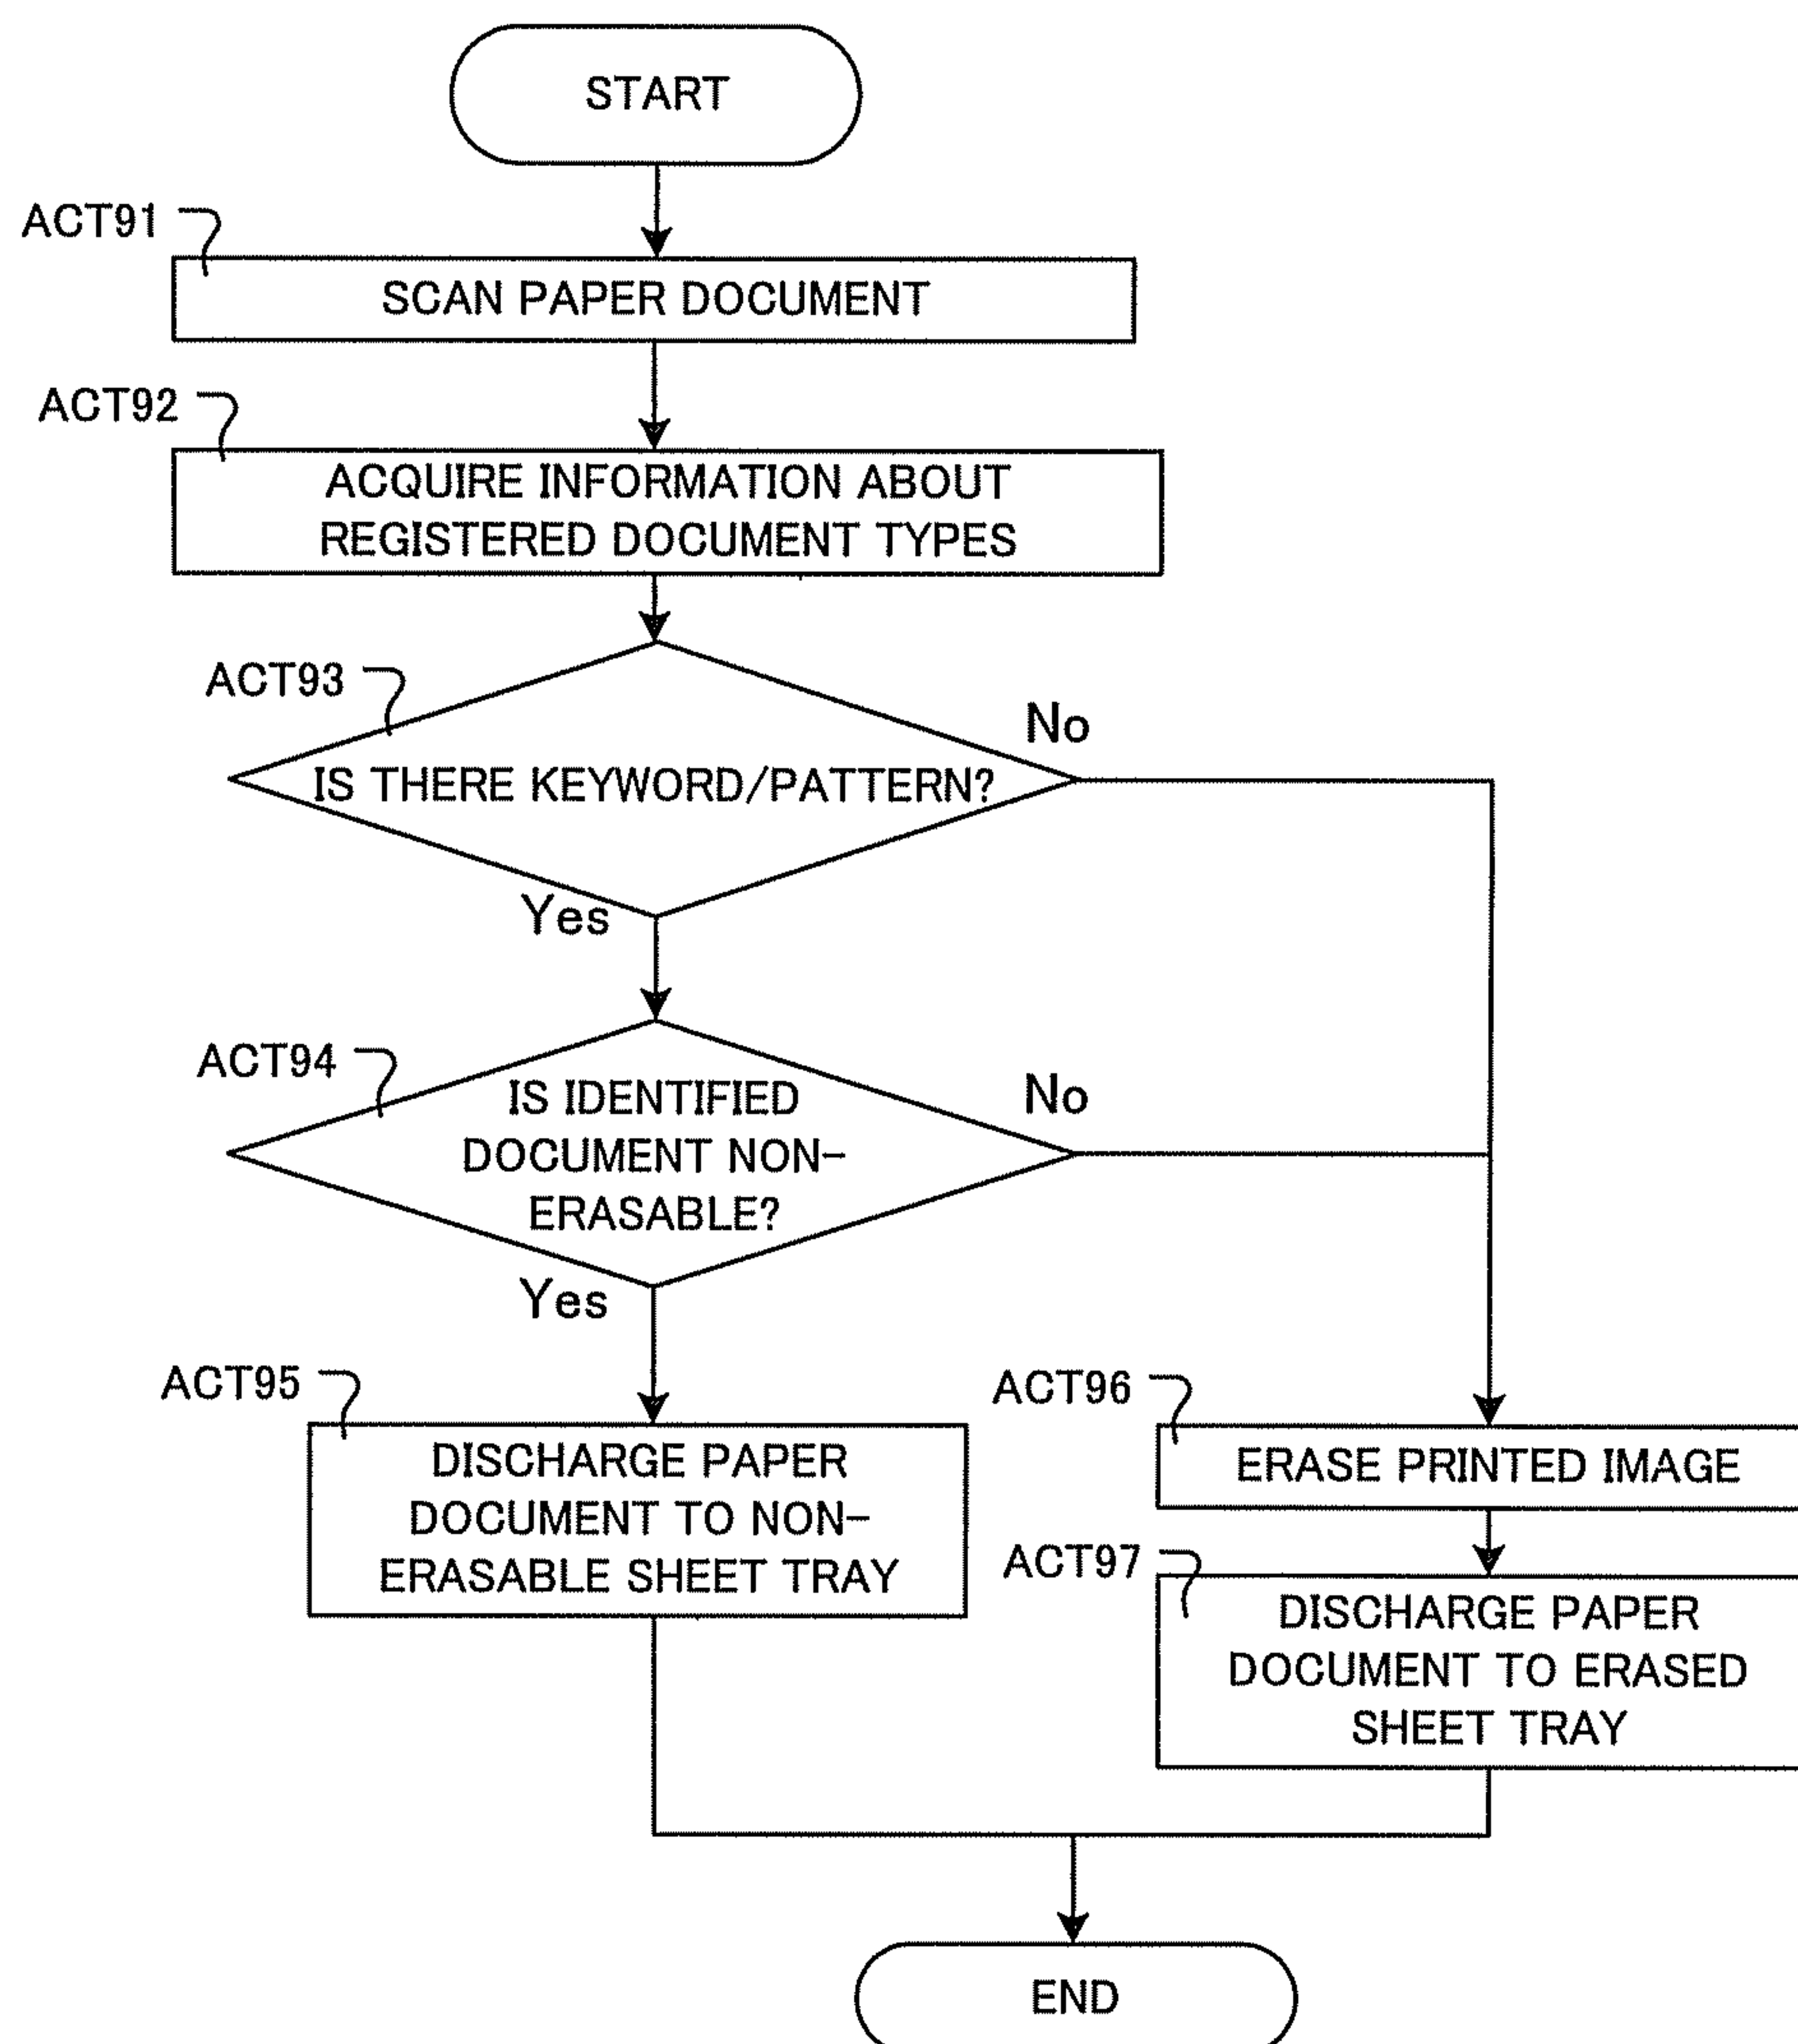 START
ACT91
SCAN PAPER DOCUMENT
ACT92
ACQUIRE INFORMATION ABOUT
REGISTERED DOCUMENT TYPES
ACT93
No
IS THERE KEYWORD/PATTERN?
Yes
ACT94
IS IDENTIFIED
DOCUMENT NON-
ERASABLE?
No
Yes
ACT95
DISCHARGE PAPER
DOCUMENT TO NON-
ERASABLE SHEET TRAY
ACT96
ERASE PRINTED IMAGE
ACT97
DISCHARGE PAPER
DOCUMENT TO ERASED
SHEET TRAY
END